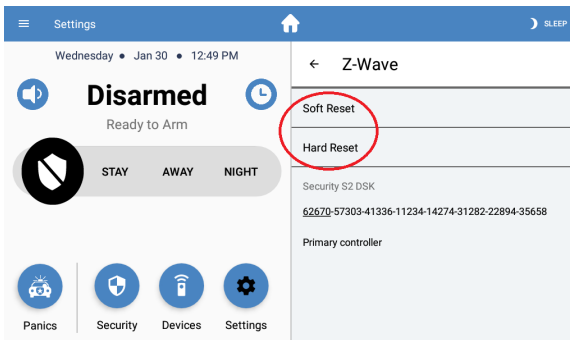 Settings
SLEEP
Wednesday ● Jan 30 ● 12:49 PM
Disarmed
Ready to Arm
STAY AWAY NIGHT
Panics Security Devices Settings
Z-Wave
Soft Reset
Hard Reset
Security S2 DSK
62670-57303-41336-11234-14274-31282-22894-35658
Primary controller